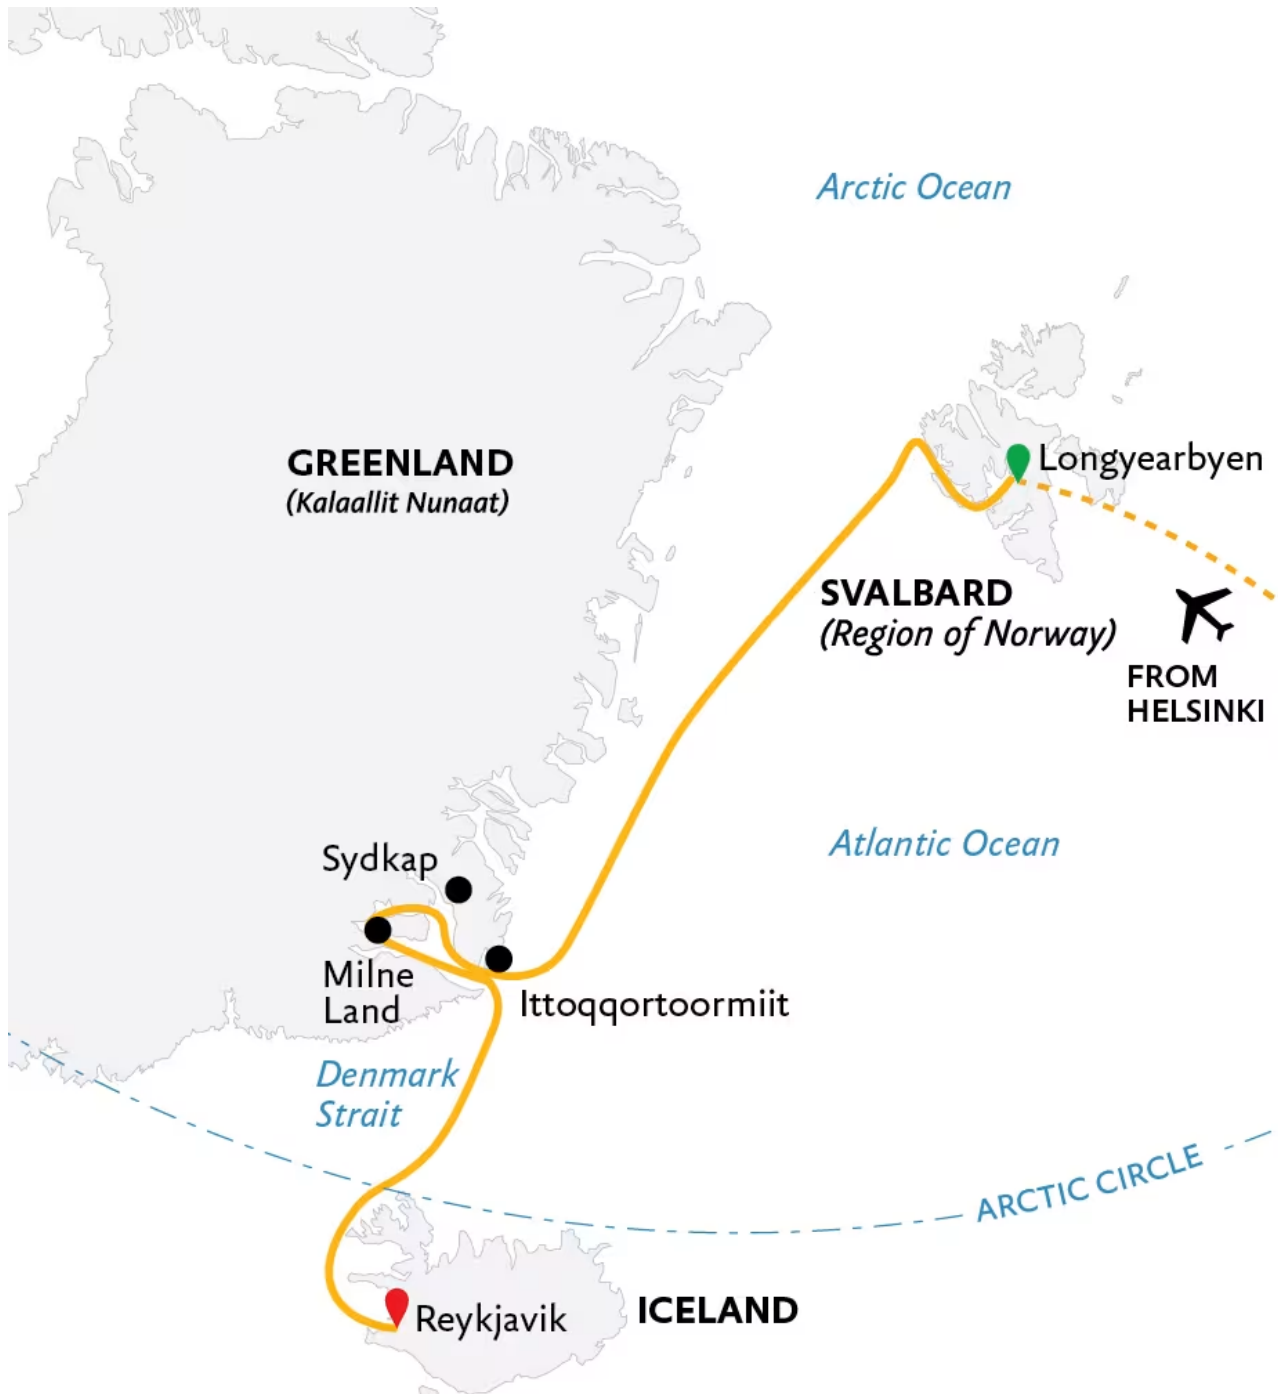 Arctic Ocean
GREENLAND
(Kalaallit Nunaat)
Longyearbyen
SVALBARD
(Region of Norway)
FROM
HELSINKI
Sydkap
Atlantic Ocean
Milne
Land
Ittoqqortoormiit
Denmark
Strait
ARCTIC CIRCLE
Reykjavik
ICELAND